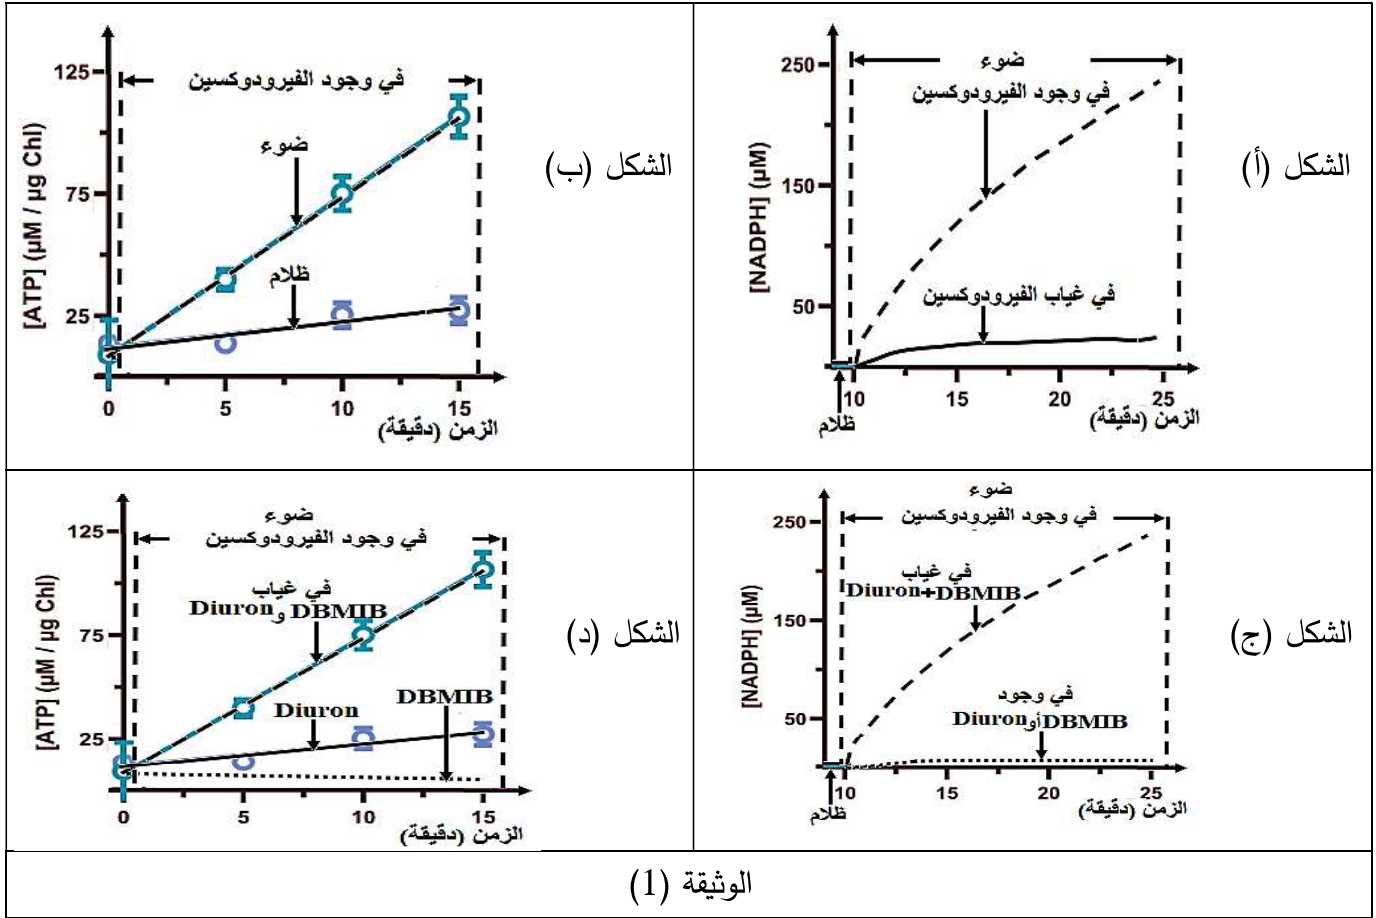 الشكل (أ)
[NADPH] (µM)
250
150
50
ضوء
في وجود الفيرودوكسين
في غياب الفيرودوكسين
10
15
20
25
ظلام
الزمن (دقيقة)
الشكل (ب)
[ATP] (µM / µg Chl)
125
75
25
في وجود الفيرودوكسين
ضوء
ظلام
0
5
10
15
الزمن (دقيقة)
الشكل (ج)
[NADPH] (µM)
250
150
50
ضوء
في وجود الفيرودوكسين
في غياب
Diuron+DBMIB
في وجود
DBMIB أو Diuron
10
15
20
25
ظلام
الزمن (دقيقة)
الشكل (د)
[ATP] (µM / µg Chl)
125
75
25
ضوء
في وجود الفيرودوكسين
في غياب
DBMIB و Diuron
DBMIB
Diuron
0
5
10
15
الزمن (دقيقة)
الوثيقة (1)